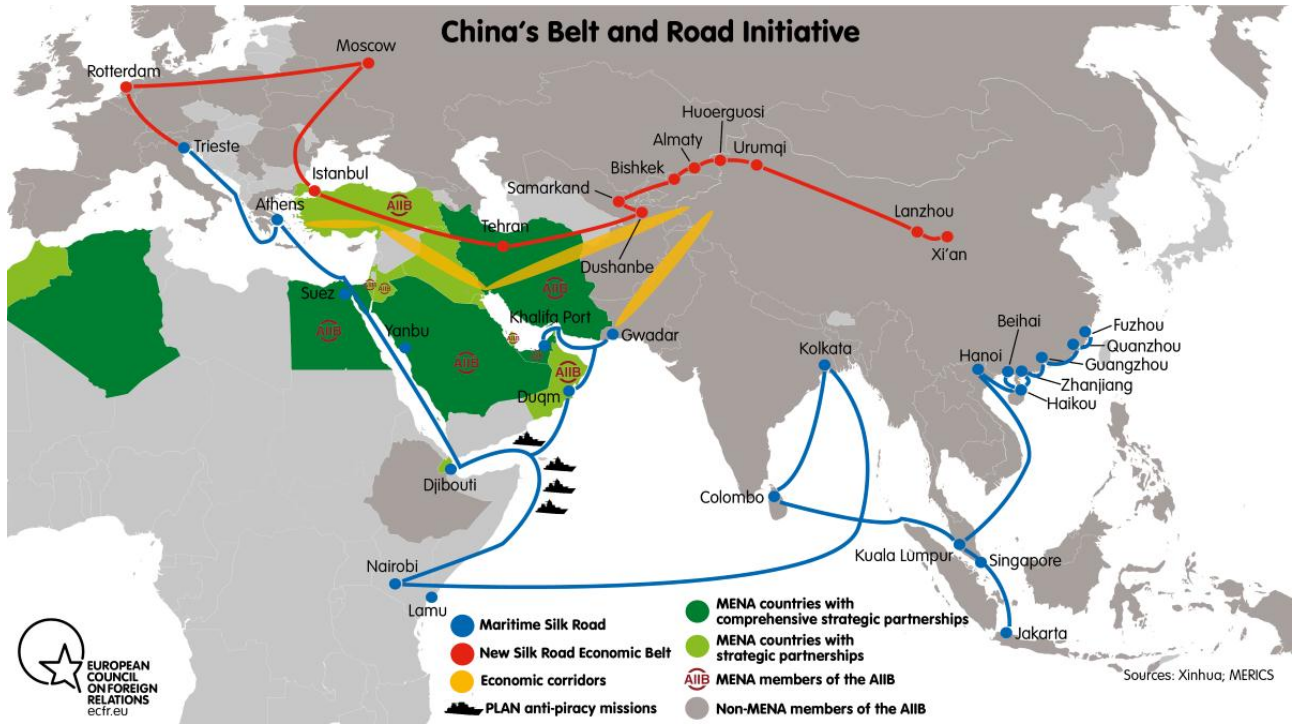 China's Belt and Road Initiative
Moscow
Rotterdam
Huoerguosi
Almaty
Urumqi
Trieste
Bishkek
Istanbul
Samarkand
Athens
AIIB
Lanzhou
Tehran
Dushanbe
Xi'an
Suez
AIIB
AIIB
AIIB
Khalifa Port
Beihai
Fuzhou
Yanbu
AIIB
AIIB
Gwadar
Kolkata
Hanoi
Quanzhou
Guangzhou
AIIB
AIIB
AIIB
Zhanjiang
Duqm
Haikou
Djibouti
Colombo
Kuala Lumpur
Singapore
Nairobi
Lamu
Jakarta
Maritime Silk Road
New Silk Road Economic Belt
Economic corridors
PLAN anti-piracy missions
MENA countries with
comprehensive strategic partnerships
MENA countries with
strategic partnerships
AIIB
MENA members of the AIIB
Non-MENA members of the AIIB
EUROPEAN
COUNCIL
ON FOREIGN
RELATIONS
ecfr.eu
Sources: Xinhua; MERICS